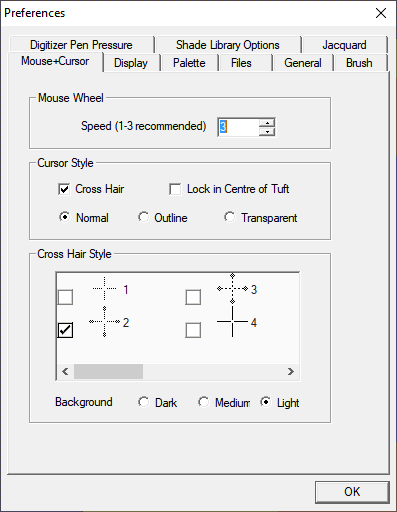 Preferences
Digitizer Pen Pressure Shade Library Options Jacquard
Mouse+Cursor Display Palette Files General Brush
Mouse Wheel
Speed (1-3 recommended) 3
Cursor Style
Cross Hair Lock in Centre of Tuft
Normal Outline Transparent
Cross Hair Style
1 3
2 4
Background Dark Medium Light
OK